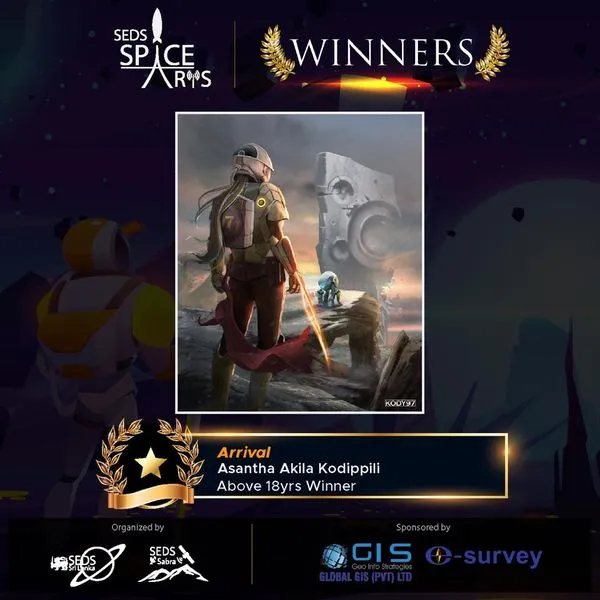 SEDS
SPACE
ARTS
WINNERS
7
KODY97
Arrival
Asantha Akila Kodippili
Above 18yrs Winner
Organized by
Sponsored by
SEDS
Sri Lanka
SEDS
Sabra
GIS
Geo Info Strategies
GLOBAL GIS (PVT) LTD
e-survey